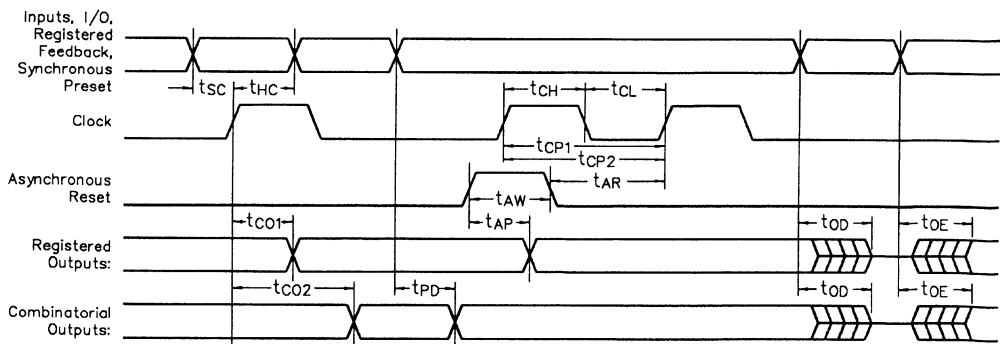 Inputs, I/O,
Registered
Feedback,
Synchronous
Preset
tSC
tHC
tCH
tCL
Clock
tCP1
tCP2
tAR
Asynchronous
Reset
tAW
tCO1
tAP
tOD
tOE
Registered
Outputs:
tCO2
tPD
tOD
tOE
Combinatorial
Outputs: